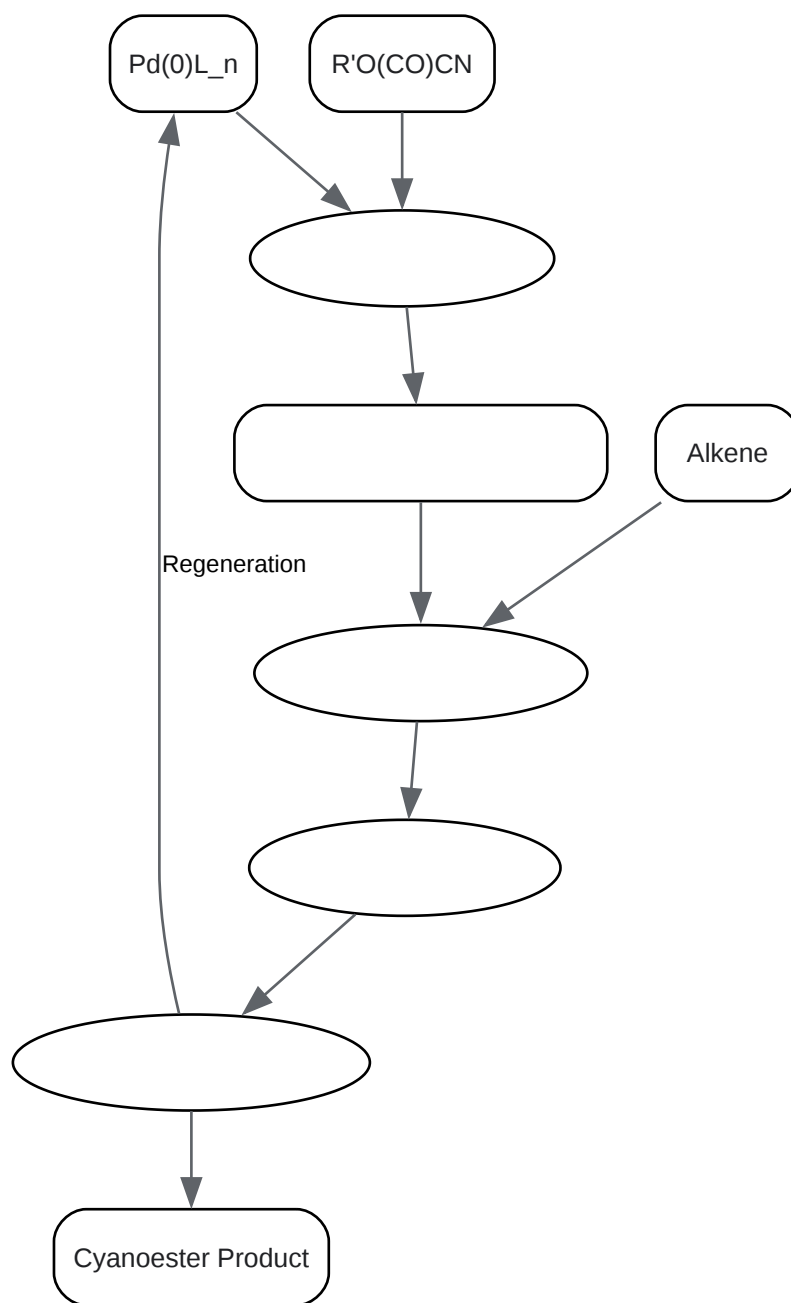 Pd(0)L_n
R'O(CO)CN
Alkene
Regeneration
Cyanoester Product